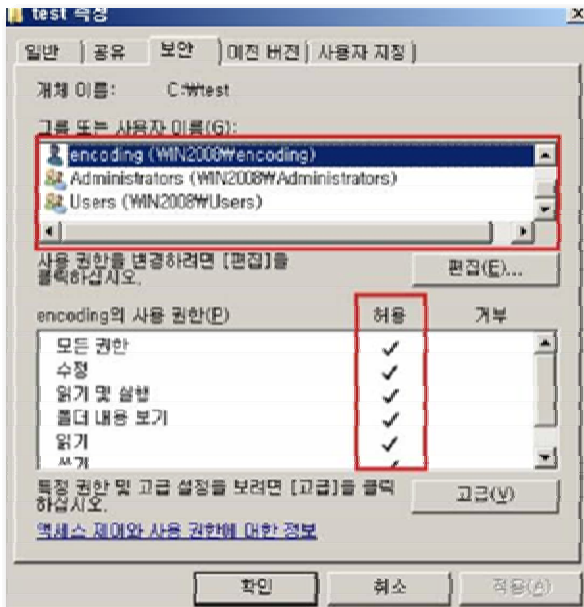 test 속성
일반 공유 보안 이전 버전 사용자 지정
개체 이름: C:₩test
그룹 또는 사용자 이름(G):
encoding (WIN2008₩encoding)
Administrators (WIN2008₩Administrators)
Users (WIN2008₩Users)
사용 권한을 변경하려면 [편집]을
클릭하십시오.
편집(E)...
encoding의 사용 권한(P) 허용 거부
모든 권한
수정
읽기 및 실행
폴더 내용 보기
읽기
쓰기
특정 권한 및 고급 설정을 보려면 [고급]을 클릭
하십시오.
고급(V)
액세스 제어와 사용 권한에 대한 정보
확인 취소 적용(A)